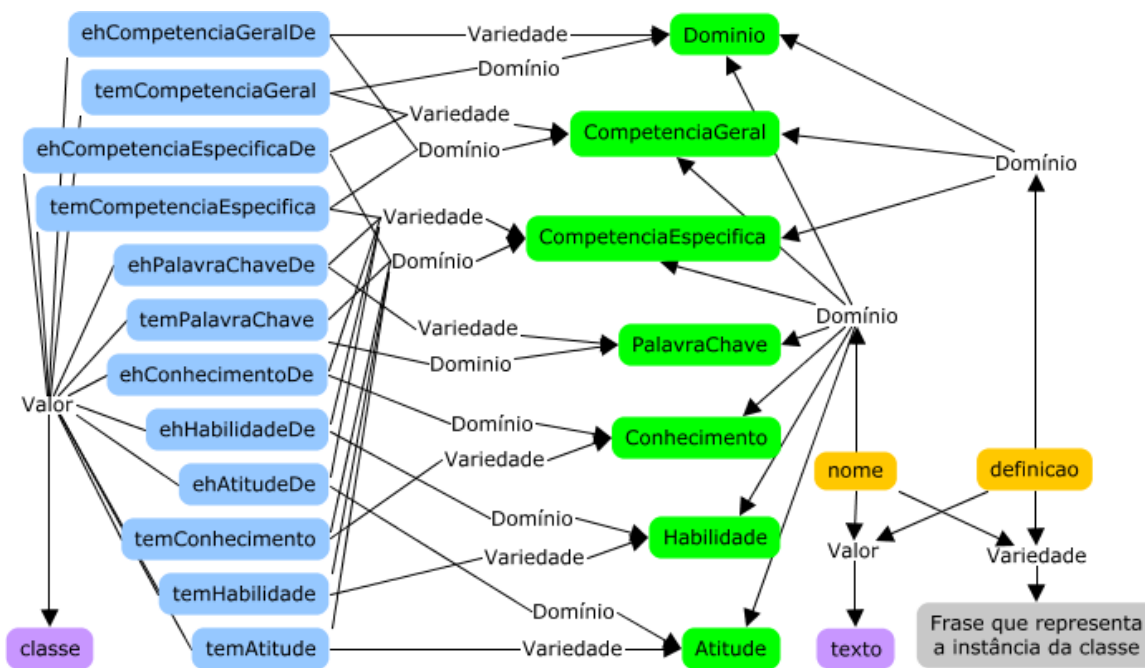 ehCompetenciaGeralDe
Variedade
Dominio
temCompetenciaGeral
Domínio
Variedade
CompetenciaGeral
ehCompetenciaEspecificaDe
Domínio
Domínio
temCompetenciaEspecifica
Variedade
CompetenciaEspecifica
ehPalavraChaveDe
Domínio
temPalavraChave
Variedade
Domínio
PalavraChave
Dominio
ehConhecimentoDe
Valor
Domínio
ehHabilidadeDe
Conhecimento
Variedade
nome
definicao
ehAtitudeDe
Domínio
temConhecimento
Habilidade
Valor
Variedade
Variedade
temHabilidade
Domínio
Frase que representa
a instância da classe
classe
temAtitude
Variedade
Atitude
texto